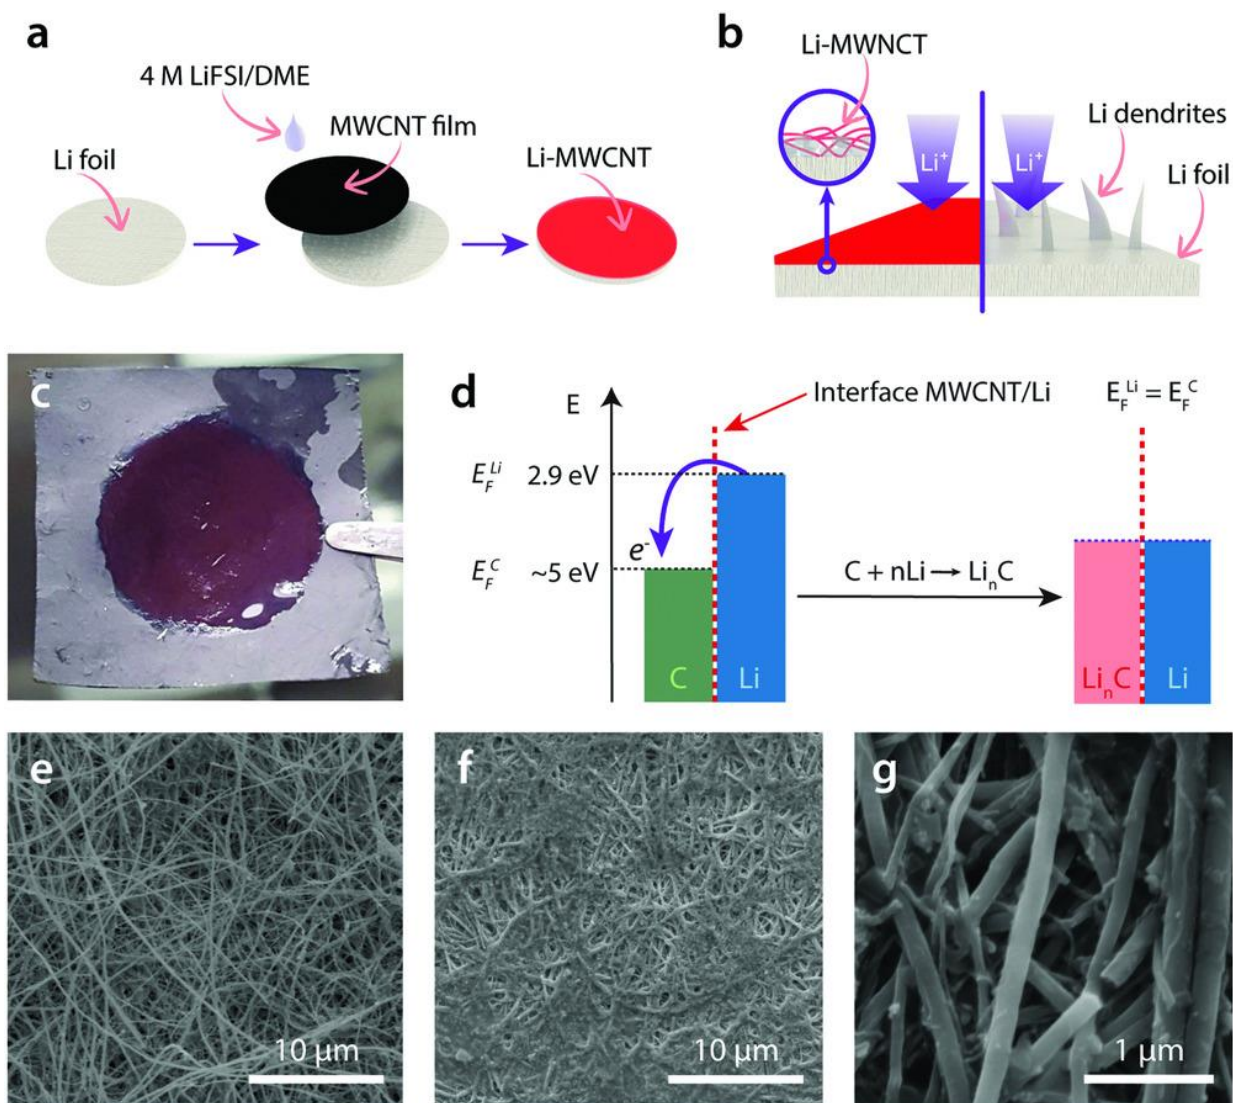 a
4 M LiFSI/DME
MWCNT film
Li foil
Li-MWCNT
b
Li-MWNCT
Li dendrites
Li⁺
Li⁺
Li foil
c
d
E
Interface MWCNT/Li
E_F^Li = E_F^C
E_F^Li 2.9 eV
e⁻
E_F^C ~5 eV
C + nLi → LiₙC
C
Li
LiₙC
Li
e
10 µm
f
10 µm
g
1 µm